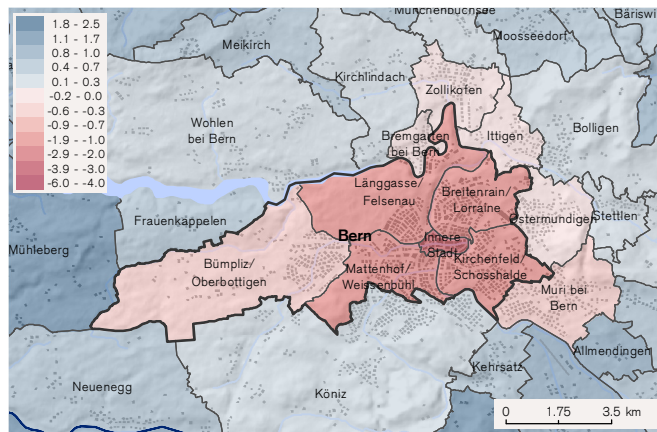 1.8 - 2.5
1.1 - 1.7
0.8 - 1.0
0.4 - 0.7
0.1 - 0.3
-0.2 - 0.0
-0.6 - -0.3
-0.9 - -0.7
-1.9 - -1.0
-2.9 - -2.0
-3.9 - -3.0
-6.0 - -4.0
Münchenbuchsee
Bäriswi
Moosseedorf
Meikirch
Kirchlindach
Zollikofen
Wohlen
bei Bern
Bremgarten
bei Bern
Ittigen
Bolligen
Länggasse/
Felsenau
Breitenrain/
Lorraine
Frauenkappelen
Ostermundigen
Stettlen
Bern
Innere
Stadt
Mühleberg
Bümpliz/
Oberbottigen
Mattenhof/
Weissenbühl
Kirchenfeld/
Schosshalde
Muri bei
Bern
Allmendingen
Kehrsatz
Neuenegg
Köniz
0 1.75 3.5 km